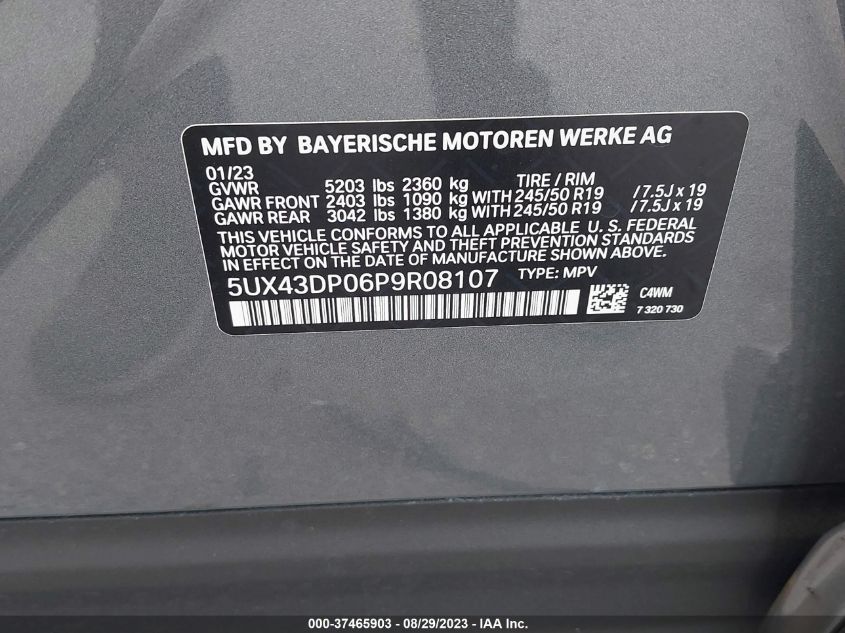 MFD BY BAYERISCHE MOTOREN WERKE AG
01/23 TIRE / RIM
GVWR 5203 lbs 2360 kg
GAWR FRONT 2403 lbs 1090 kg WITH 245/50 R19 / 7.5J x 19
GAWR REAR 3042 lbs 1380 kg WITH 245/50 R19 / 7.5J x 19
THIS VEHICLE CONFORMS TO ALL APPLICABLE U. S. FEDERAL
MOTOR VEHICLE SAFETY AND THEFT PREVENTION STANDARDS
IN EFFECT ON THE DATE OF MANUFACTURE SHOWN ABOVE.
5UX43DP06P9R08107 TYPE: MPV
C4WM
7 320 730
000-37465903 - 08/29/2023 - IAA Inc.